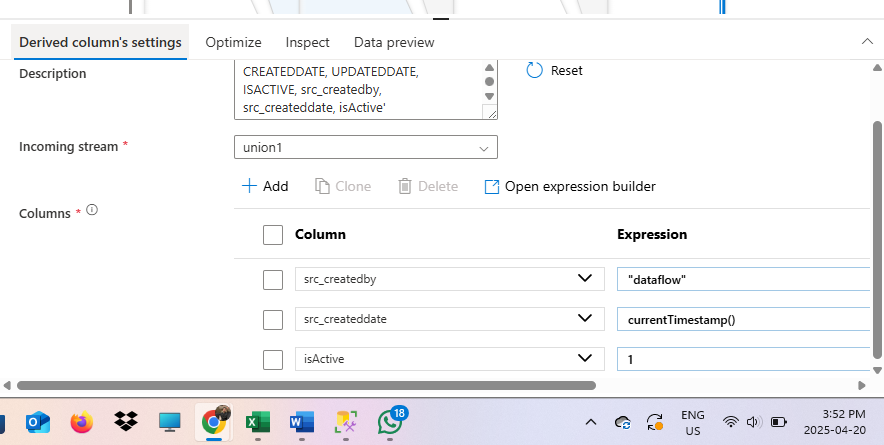 Derived column's settings Optimize Inspect Data preview
Description
CREATEDDATE, UPDATEDDATE,
ISACTIVE, src_createdby,
src_createddate, isActive'
Reset
Incoming stream *
union1
Add Clone Delete Open expression builder
Columns *
Column Expression
src_createdby "dataflow"
src_createddate currentTimestamp()
isActive 1
18
ENG
US
3:52 PM
2025-04-20